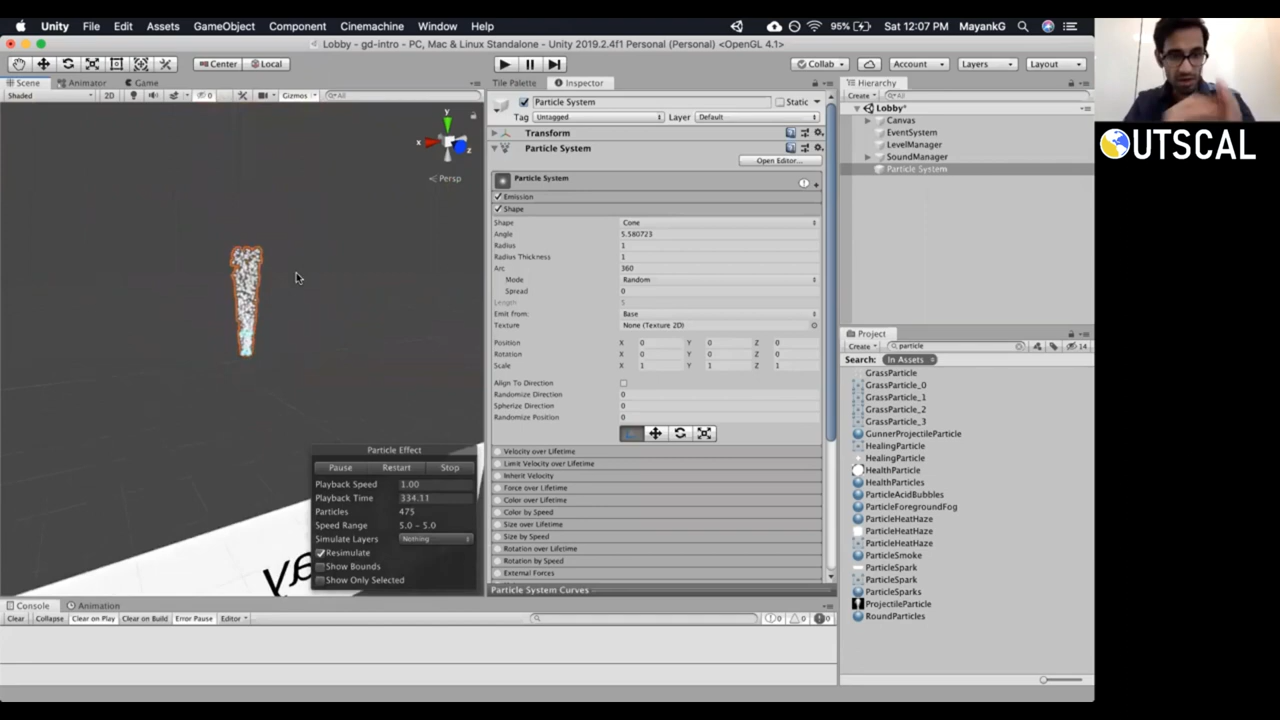 Unity File Edit Assets GameObject Component Cinemachine Window Help 95% Sat 12:07 PM MayankG
Lobby - gd-intro - PC, Mac & Linux Standalone - Unity 2019.2.4f1 Personal (Personal) <OpenGL 4.1>
Center Local Collab Account Layers Layout
Scene Animator Game Tile Palette Inspector Hierarchy
Shaded 2D 0 Gizmos All Create All
Particle System Static
Tag Untagged Layer Default
Transform
Particle System
Open Editor...
Particle System
Emission
Shape
Shape Cone
Angle 5.580723
Radius 1
Radius Thickness 1
Arc 360
Mode Random
Spread 0
Length 5
Emit from: Base
Texture None (Texture 2D)
Position X 0 Y 0 Z 0
Rotation X 0 Y 0 Z 0
Scale X 1 Y 1 Z 1
Align To Direction
Randomize Direction 0
Spherize Direction 0
Randomize Position 0
Velocity over Lifetime
Limit Velocity over Lifetime
Inherit Velocity
Force over Lifetime
Color over Lifetime
Color by Speed
Size over Lifetime
Size by Speed
Rotation over Lifetime
Rotation by Speed
External Forces
Particle System Curves
Lobby*
Canvas
EventSystem
LevelManager
SoundManager
Particle System
Project
Create particle 14
Search: In Assets
GrassParticle
GrassParticle_0
GrassParticle_1
GrassParticle_2
GrassParticle_3
GunnerProjectileParticle
HealingParticle
HealingParticle
HealthParticle
HealthParticles
ParticleAcidBubbles
ParticleForegroundFog
ParticleHeatHaze
ParticleHeatHaze
ParticleHeatHaze
ParticleSmoke
ParticleSpark
ParticleSpark
ParticleSparks
ProjectileParticle
RoundParticles
x y z
Persp
Particle Effect
Pause Restart Stop
Playback Speed 1.00
Playback Time 334.11
Particles 475
Speed Range 5.0 - 5.0
Simulate Layers Nothing
Resimulate
Show Bounds
Show Only Selected
Console Animation
Clear Collapse Clear on Play Clear on Build Error Pause Editor 0 0 0
OUTSCAL